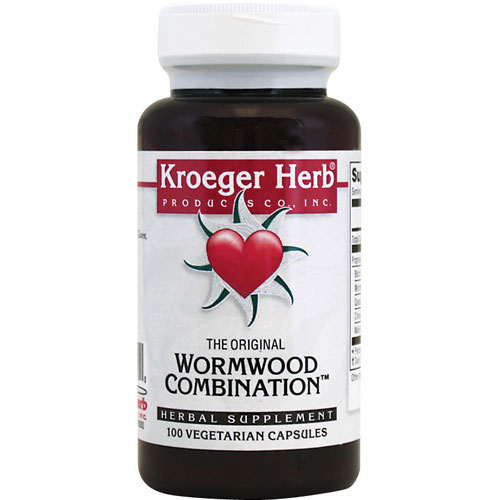 Kroeger Herb®
PRODUCTS CO., INC.
THE ORIGINAL
WORMWOOD
COMBINATION™
HERBAL SUPPLEMENT
100 VEGETARIAN CAPSULES